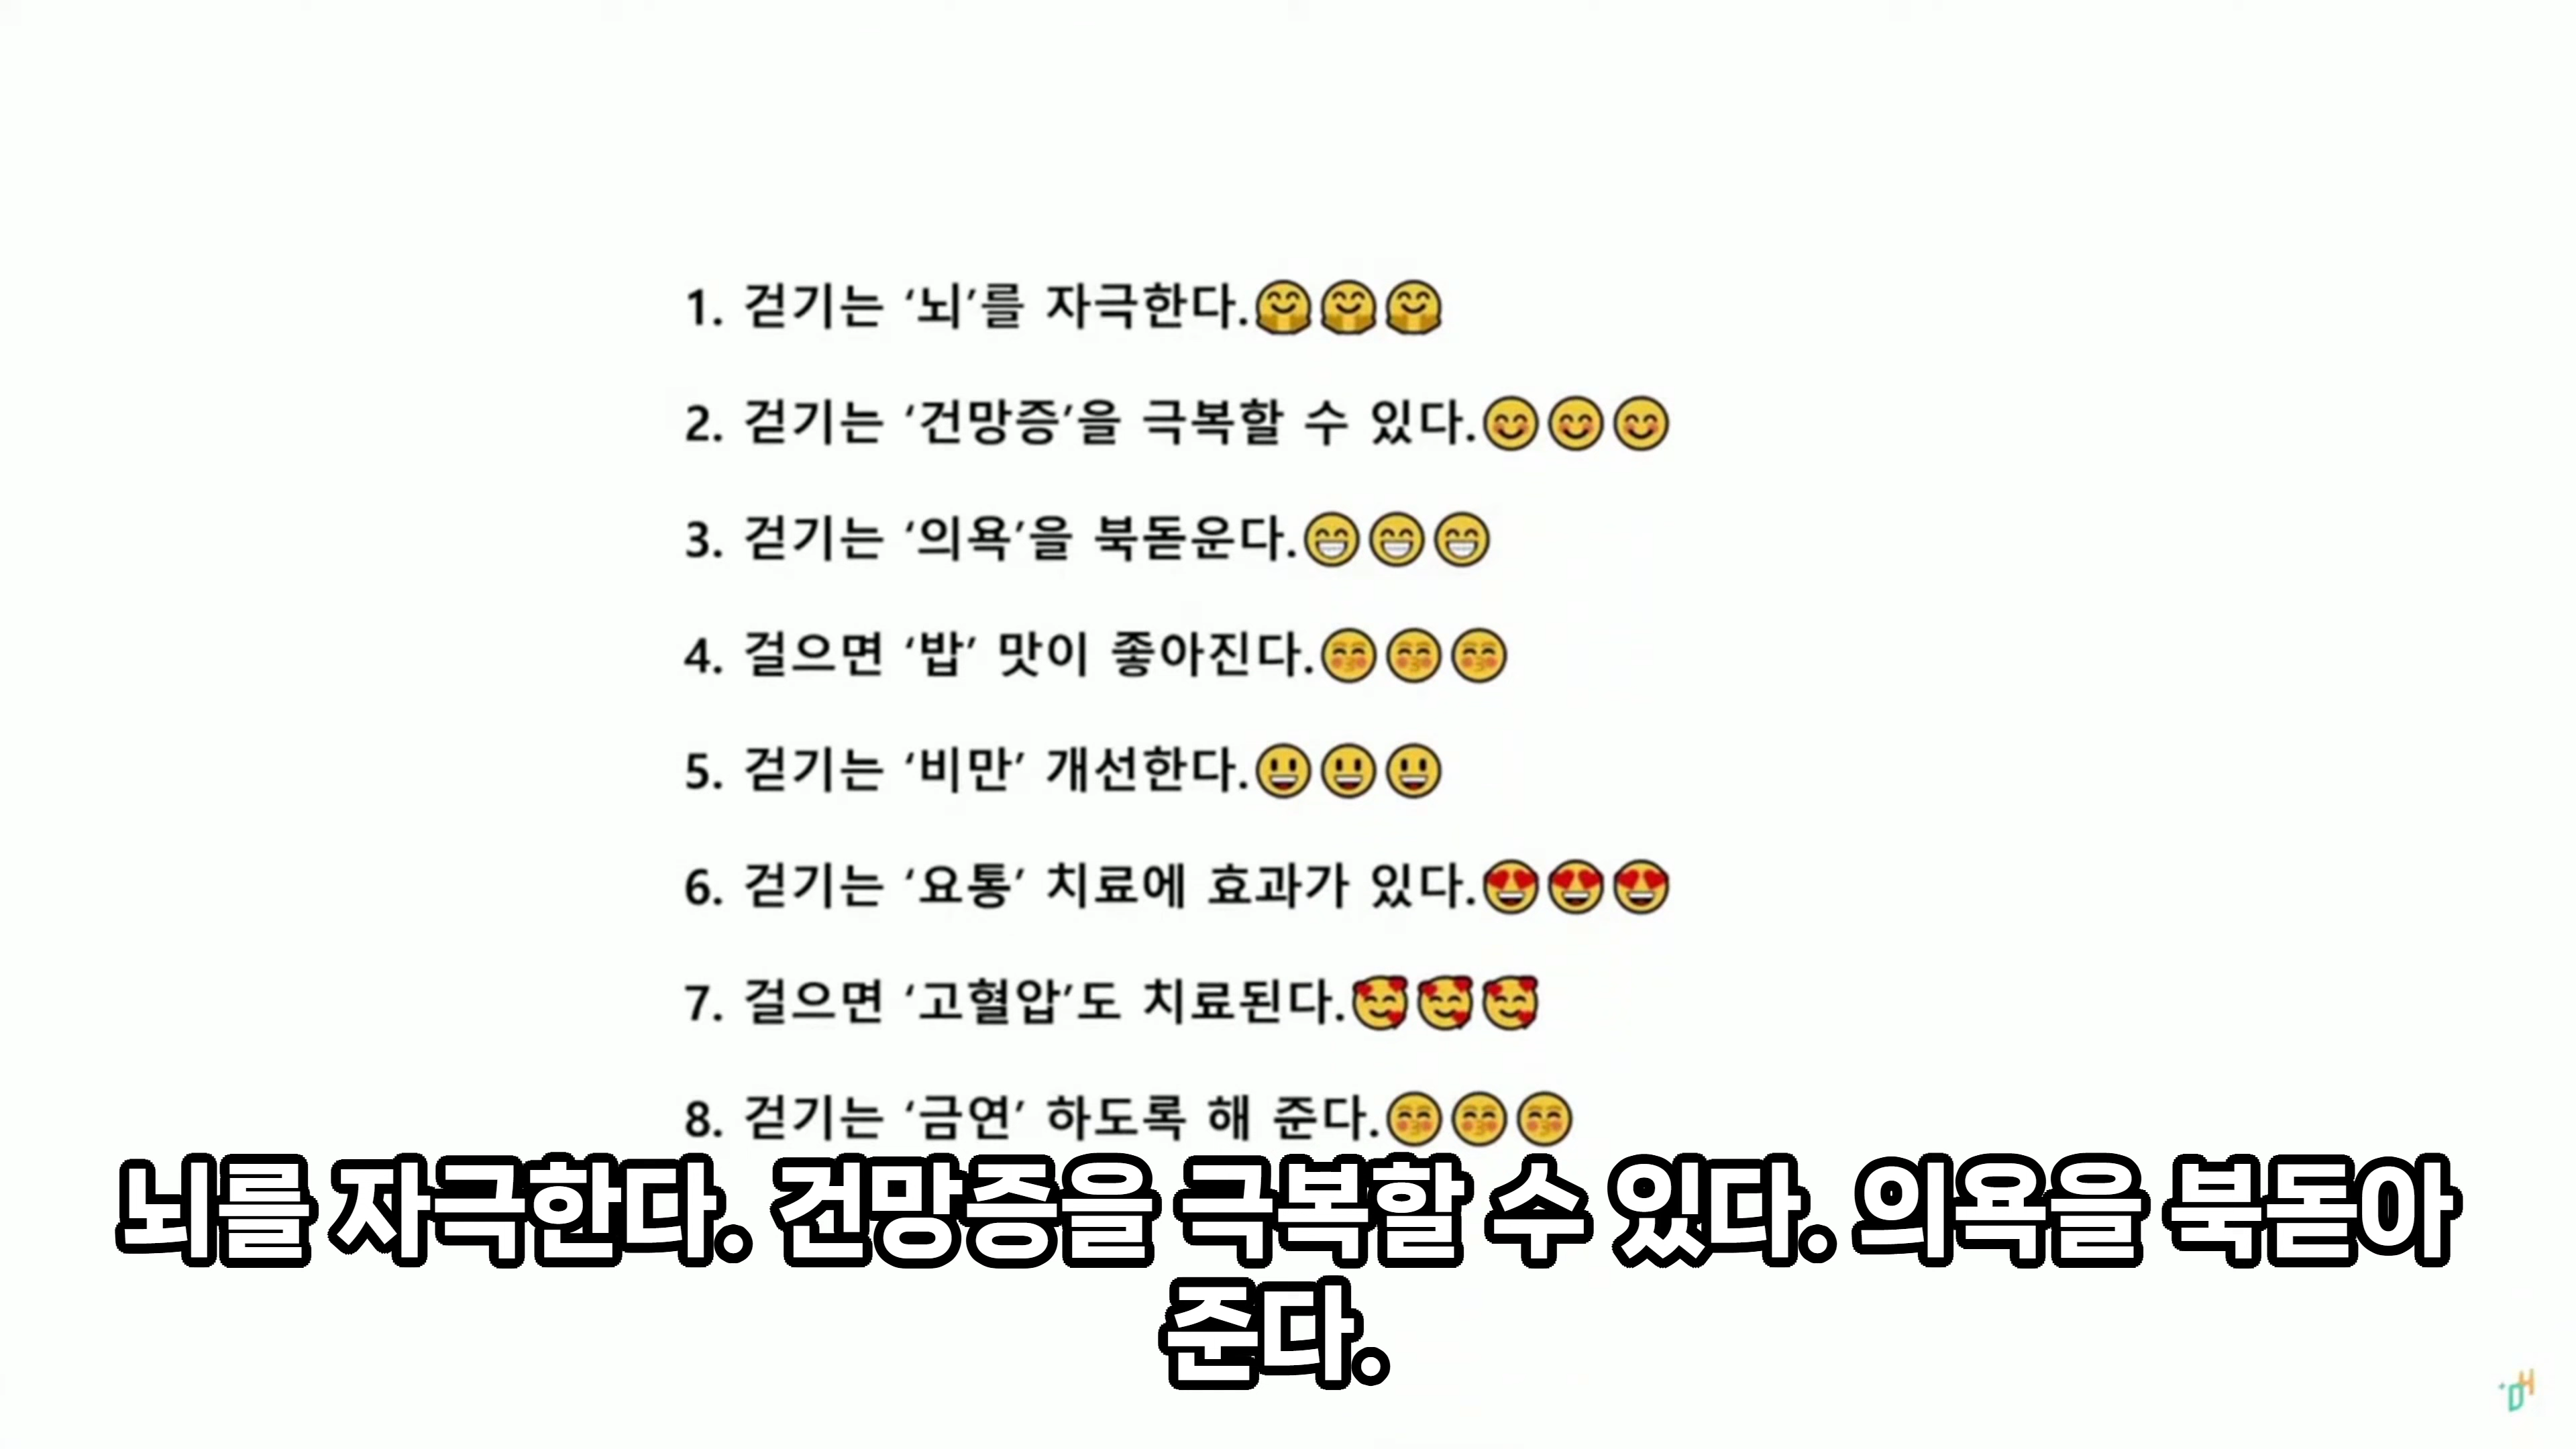 1. 걷기는 ‘뇌’를 자극한다.🤗🤗🤗
2. 걷기는 ‘건망증’을 극복할 수 있다.😊😊😊
3. 걷기는 ‘의욕’을 북돋운다.😁😁😁
4. 걸으면 ‘밥’ 맛이 좋아진다.😚😚😚
5. 걷기는 ‘비만’ 개선한다.😃😃😃
6. 걷기는 ‘요통’ 치료에 효과가 있다.😍😍😍
7. 걸으면 ‘고혈압’도 치료된다.🥰🥰🥰
8. 걷기는 ‘금연’ 하도록 해 준다.😚😚😚
뇌를 자극한다. 건망증을 극복할 수 있다. 의욕을 북돋아
준다.
DH